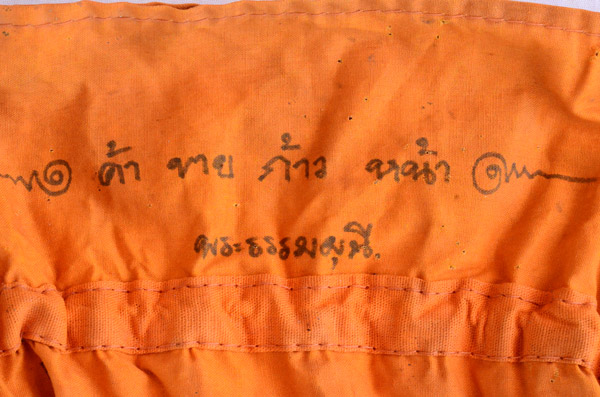 ค้า ขาย ก้าว หน้า
พระธรรมมุนี.